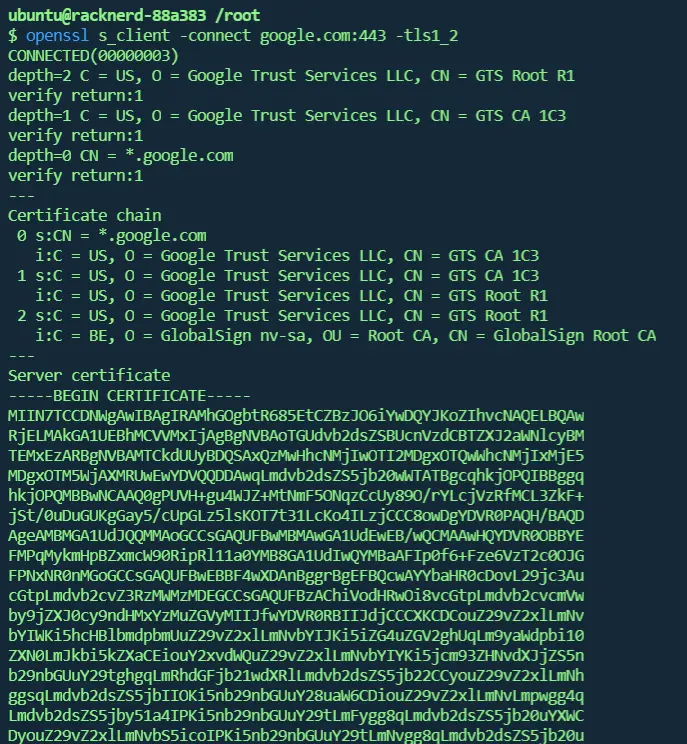 ubuntu@racknerd-88a383 /root
$ openssl s_client -connect google.com:443 -tls1_2
CONNECTED(00000003)
depth=2 C = US, O = Google Trust Services LLC, CN = GTS Root R1
verify return:1
depth=1 C = US, O = Google Trust Services LLC, CN = GTS CA 1C3
verify return:1
depth=0 CN = *.google.com
verify return:1
---
Certificate chain
0 s:CN = *.google.com
i:C = US, O = Google Trust Services LLC, CN = GTS CA 1C3
1 s:C = US, O = Google Trust Services LLC, CN = GTS CA 1C3
i:C = US, O = Google Trust Services LLC, CN = GTS Root R1
2 s:C = US, O = Google Trust Services LLC, CN = GTS Root R1
i:C = BE, O = GlobalSign nv-sa, OU = Root CA, CN = GlobalSign Root CA
---
Server certificate
-----BEGIN CERTIFICATE-----
MIIN7TCCDNWgAwIBAgIRAMhGOgbtR685EtCZBzJO6iYwDQYJKoZIhvcNAQELBQAw
RjELMAkGA1UEBhMCVVMxIjAgBgNVBAoTGUdvb2dsZSBUcnVzdCBTZXJ2aWNlcyBM
TEMxEzARBgNVBAMTCkdUUyBDQSAxQzMwHhcNMjIwOTI2MDgxOTQwWhcNMjIxMjE5
MDgxOTM5WjAXMRUwEwYDVQQDDAwqLmdvb2dsZS5jb20wWTATBgcqhkjOPQIBBggq
hkjOPQMBBwNCAAQ0gPUVH+gu4WJZ+MtNmF5ONqzCcUy89O/rYLcjVzRfMCL3ZkF+
jSt/0uDuGUKgGay5/cUpGLz5lsKOT7t31LcKo4ILzjCCC8owDgYDVR0PAQH/BAQD
AgeAMBMGA1UdJQQMMAoGCCsGAQUFBwMBMAwGA1UdEwEB/wQCMAAwHQYDVR0OBBYE
FMPqMykmHpBZxmcW90RipRl11a0YMB8GA1UdIwQYMBaAFIp0f6+Fze6VzT2c0OJG
FPNxNR0nMGoGCCsGAQUFBwEBBF4wXDAnBggrBgEFBQcwAYYbaHR0cDovL29jc3Au
cGtpLmdvb2cvZ3RzMWMzMDEGCCsGAQUFBzAChiVodHRwOi8vcGtpLmdvb2cvcmVw
by9jZXJ0cy9ndHMxYzMuZGVyMIIJfwYDVR0RBIIJdjCCCXKCDCouZ29vZ2xlLmNv
bYIWKi5hcHBlbmdpbmUuZ29vZ2xlLmNvbYIJKi5iZG4uZGV2ghUqLm9yaWdpbi10
ZXN0LmJkbi5kZXaCEiouY2xvdWQuZ29vZ2xlLmNvbYIYKi5jcm93ZHNvdXJjZS5n
b29nbGUuY29tghgqLmRhdGFjb21wdXRlLmdvb2dsZS5jb22CCyouZ29vZ2xlLmNh
ggsqLmdvb2dsZS5jbIIOKi5nb29nbGUuY28uaW6CDiouZ29vZ2xlLmNvLmpwgg4q
Lmdvb2dsZS5jby51a4IPKi5nb29nbGUuY29tLmFygg8qLmdvb2dsZS5jb20uYXWC
DyouZ29vZ2xlLmNvbS5icoIPKi5nb29nbGUuY29tLmNvgg8qLmdvb2dsZS5jb20u